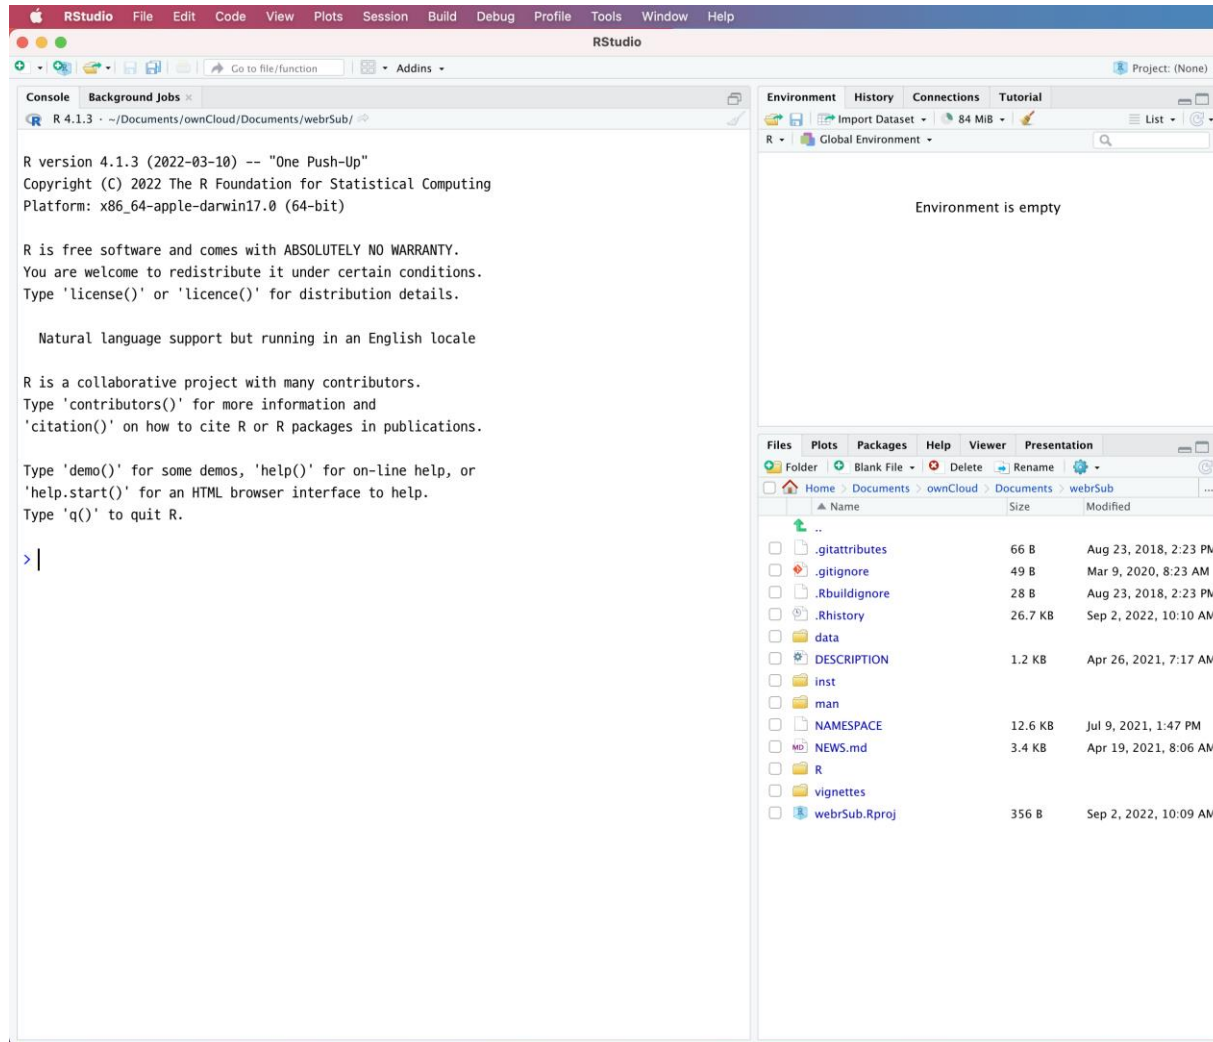 RStudio File Edit Code View Plots Session Build Debug Profile Tools Window Help
RStudio
Go to file/function Addins Project: (None)
Console Background Jobs
R 4.1.3 · ~/Documents/ownCloud/Documents/webrSub/
R version 4.1.3 (2022-03-10) -- "One Push-Up"
Copyright (C) 2022 The R Foundation for Statistical Computing
Platform: x86_64-apple-darwin17.0 (64-bit)
R is free software and comes with ABSOLUTELY NO WARRANTY.
You are welcome to redistribute it under certain conditions.
Type 'license()' or 'licence()' for distribution details.
Natural language support but running in an English locale
R is a collaborative project with many contributors.
Type 'contributors()' for more information and
'citation()' on how to cite R or R packages in publications.
Type 'demo()' for some demos, 'help()' for on-line help, or
'help.start()' for an HTML browser interface to help.
Type 'q()' to quit R.
>
Environment History Connections Tutorial
Import Dataset 84 MiB List
R Global Environment
Environment is empty
Files Plots Packages Help Viewer Presentation
Folder Blank File Delete Rename
Home > Documents > ownCloud > Documents > webrSub ...
Name Size Modified
..
.gitattributes 66 B Aug 23, 2018, 2:23 PM
.gitignore 49 B Mar 9, 2020, 8:23 AM
.Rbuildignore 28 B Aug 23, 2018, 2:23 PM
.Rhistory 26.7 KB Sep 2, 2022, 10:10 AM
data
DESCRIPTION 1.2 KB Apr 26, 2021, 7:17 AM
inst
man
NAMESPACE 12.6 KB Jul 9, 2021, 1:47 PM
MD NEWS.md 3.4 KB Apr 19, 2021, 8:06 AM
R
vignettes
webrSub.Rproj 356 B Sep 2, 2022, 10:09 AM